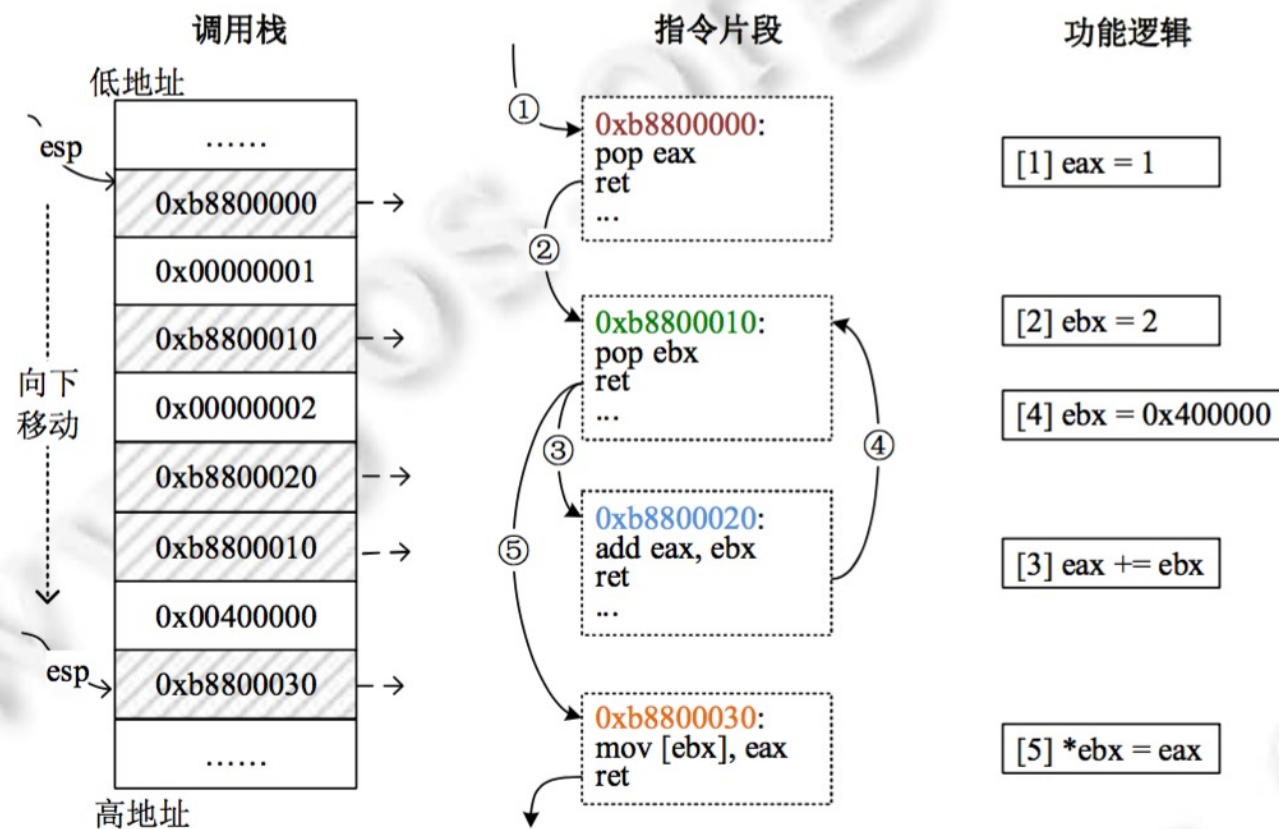 调用栈
指令片段
功能逻辑
低地址
esp
向下
移动
esp
......
0xb8800000
0x00000001
0xb8800010
0x00000002
0xb8800020
0xb8800010
0x00400000
0xb8800030
......
高地址
①
0xb8800000:
pop eax
ret
...
②
0xb8800010:
pop ebx
ret
...
③
④
0xb8800020:
add eax, ebx
ret
...
⑤
0xb8800030:
mov [ebx], eax
ret
[1] eax = 1
[2] ebx = 2
[4] ebx = 0x400000
[3] eax += ebx
[5] *ebx = eax